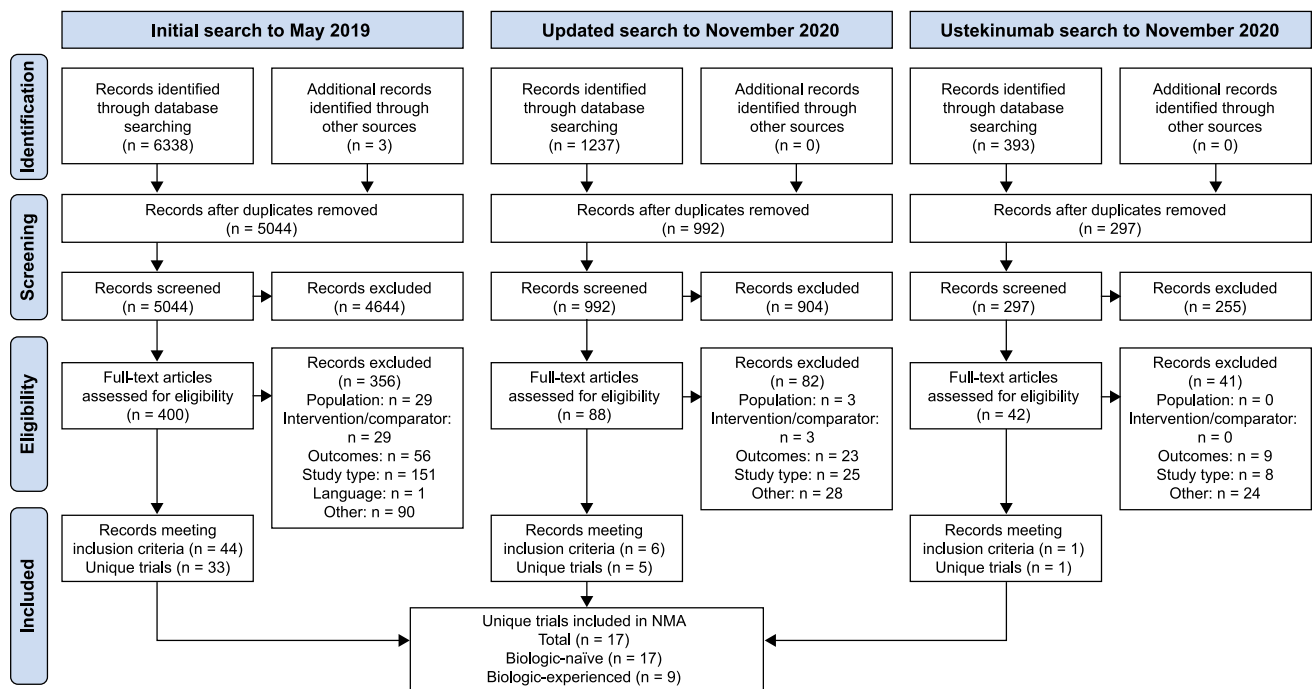 Initial search to May 2019
Updated search to November 2020
Ustekinumab search to November 2020
Identification
Records identified
through database
searching
(n = 6338)
Additional records
identified through
other sources
(n = 3)
Records identified
through database
searching
(n = 1237)
Additional records
identified through
other sources
(n = 0)
Records identified
through database
searching
(n = 393)
Additional records
identified through
other sources
(n = 0)
Screening
Records after duplicates removed
(n = 5044)
Records after duplicates removed
(n = 992)
Records after duplicates removed
(n = 297)
Records screened
(n = 5044)
Records excluded
(n = 4644)
Records screened
(n = 992)
Records excluded
(n = 904)
Records screened
(n = 297)
Records excluded
(n = 255)
Eligibility
Full-text articles
assessed for eligibility
(n = 400)
Records excluded
(n = 356)
Population: n = 29
Intervention/comparator:
n = 29
Outcomes: n = 56
Study type: n = 151
Language: n = 1
Other: n = 90
Full-text articles
assessed for eligibility
(n = 88)
Records excluded
(n = 82)
Population: n = 3
Intervention/comparator:
n = 3
Outcomes: n = 23
Study type: n = 25
Other: n = 28
Full-text articles
assessed for eligibility
(n = 42)
Records excluded
(n = 41)
Population: n = 0
Intervention/comparator:
n = 0
Outcomes: n = 9
Study type: n = 8
Other: n = 24
Included
Records meeting
inclusion criteria (n = 44)
Unique trials (n = 33)
Records meeting
inclusion criteria (n = 6)
Unique trials (n = 5)
Records meeting
inclusion criteria (n = 1)
Unique trials (n = 1)
Unique trials included in NMA
Total (n = 17)
Biologic-naïve (n = 17)
Biologic-experienced (n = 9)